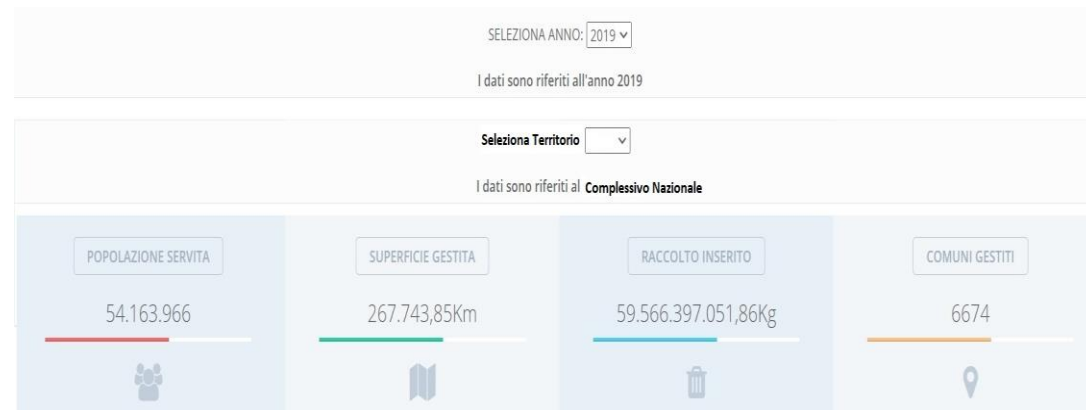 SELEZIONA ANNO: 2019
I dati sono riferiti all'anno 2019
Seleziona Territorio
I dati sono riferiti al Complessivo Nazionale
POPOLAZIONE SERVITA
54.163.966
SUPERFICIE GESTITA
267.743,85Km
RACCOLTO INSERITO
59.566.397.051,86Kg
COMUNI GESTITI
6674